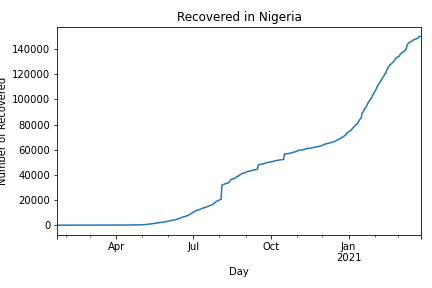 Recovered in Nigeria
Number of Recovered
140000
120000
100000
80000
60000
40000
20000
0
Apr
Jul
Oct
Jan
2021
Day